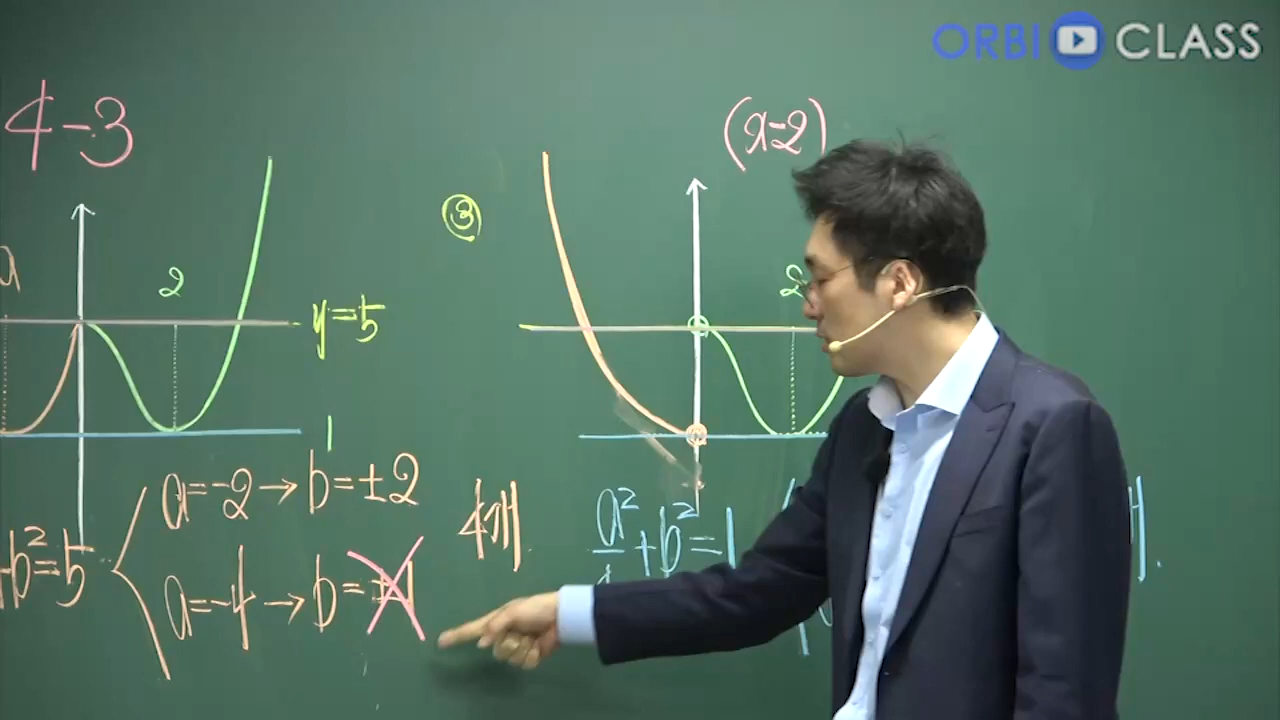 ORBI CLASS
4-3
a
2
y=5
1
+b²=5
a=-2→b=±2
a=-4→b=±1
4개
③
(x-2)
2
a²/4+b²=1